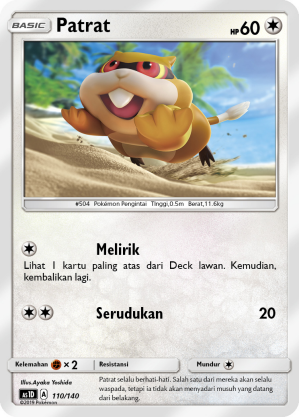 BASIC Patrat HP 60
#504 Pokémon Pengintai TInggi,0.5m Berat,11.6kg
Melirik
Lihat 1 kartu paling atas dari Deck lawan. Kemudian,
kembalikan lagi.
Serudukan 20
Kelemahan × 2 Resistansi Mundur
Illus.Ayaka Yoshida
AS1D A 110/140
©2019 Pokémon
Patrat selalu berhati-hati. Salah satu dari mereka akan selalu
waspada, tetapi ia tidak akan menyadari musuh yang datang
dari belakang.